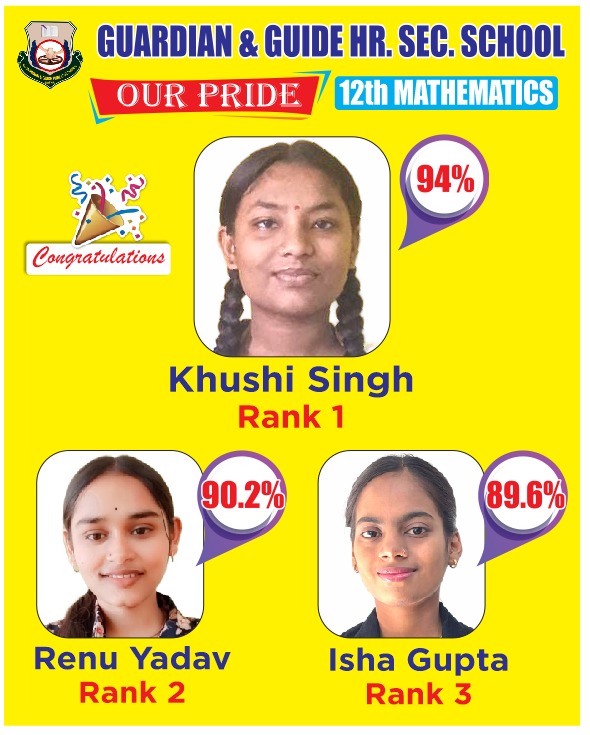 GUARDIAN & GUIDE HR. SEC. SCHOOL
OUR PRIDE
12th MATHEMATICS
94%
Congratulations
Khushi Singh
Rank 1
90.2%
89.6%
Renu Yadav
Rank 2
Isha Gupta
Rank 3